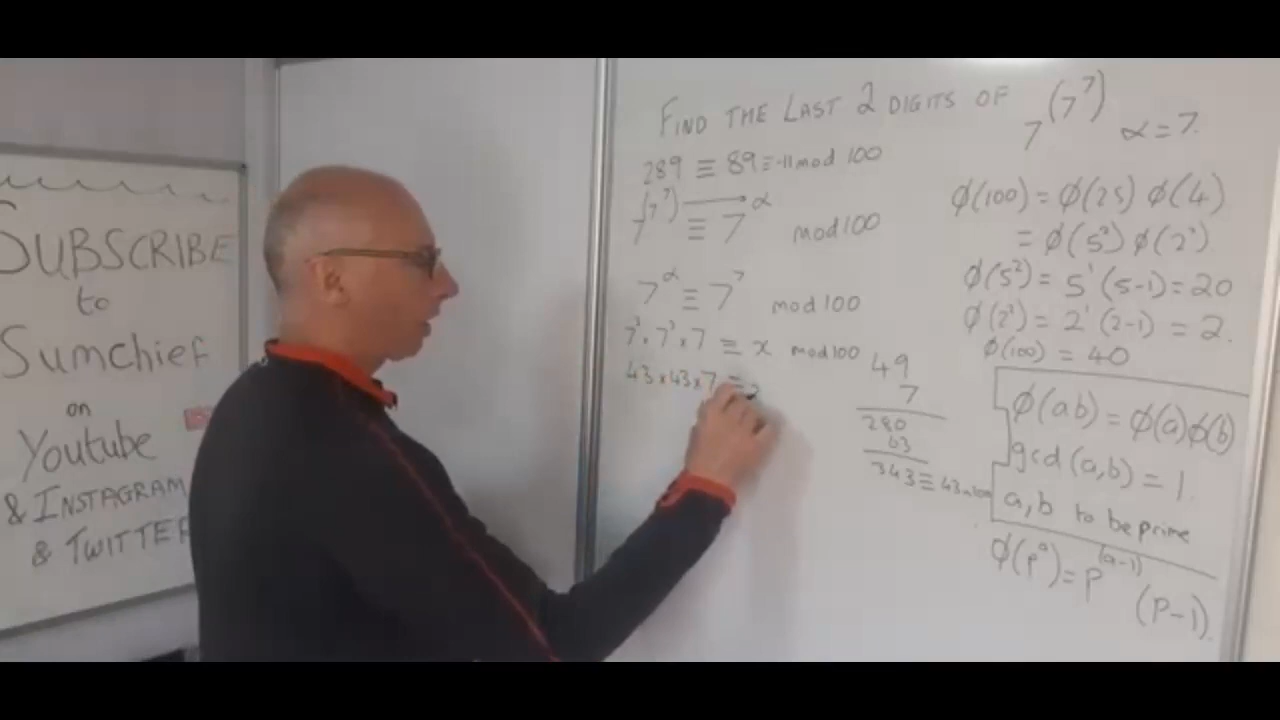 SUBSCRIBE
to
Sumchief
on
Youtube
& INSTAGRAM
& TWITTER
FIND THE LAST 2 DIGITS OF 7^(7^7) α=7.
289 ≡ 89 ≡ -11 mod 100
7^(7^7) ≡ 7^α mod 100
7^α ≡ 7^7 mod 100
7^3 × 7^3 × 7 ≡ x mod 100
43 × 43 × 7 ≡
49
7
280
63
343 ≡ 43
ϕ(100) = ϕ(25) ϕ(4)
= ϕ(5^2) ϕ(2^2).
ϕ(5^2) = 5^1 (5-1) = 20
ϕ(2^2) = 2^1 (2-1) = 2.
ϕ(100) = 40
ϕ(ab) = ϕ(a)ϕ(b)
gcd(a,b) = 1.
a,b to be prime
ϕ(p^a) = p^(a-1) (P-1).